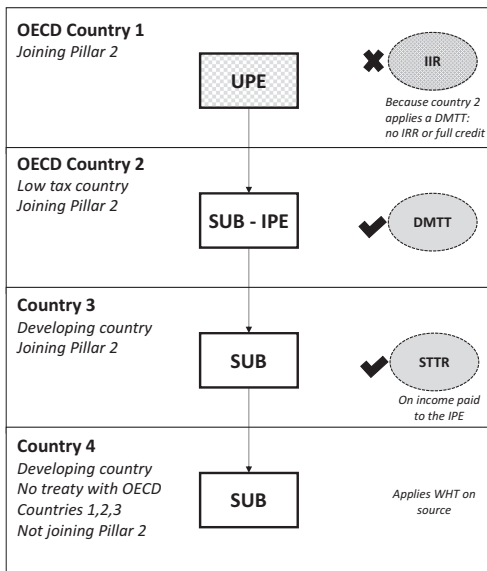 OECD Country 1
Joining Pillar 2
UPE
IIR
Because country 2
applies a DMTT:
no IRR or full credit
OECD Country 2
Low tax country
Joining Pillar 2
SUB - IPE
DMTT
Country 3
Developing country
Joining Pillar 2
SUB
STTR
On income paid
to the IPE
Country 4
Developing country
No treaty with OECD
Countries 1,2,3
Not joining Pillar 2
SUB
Applies WHT on
source